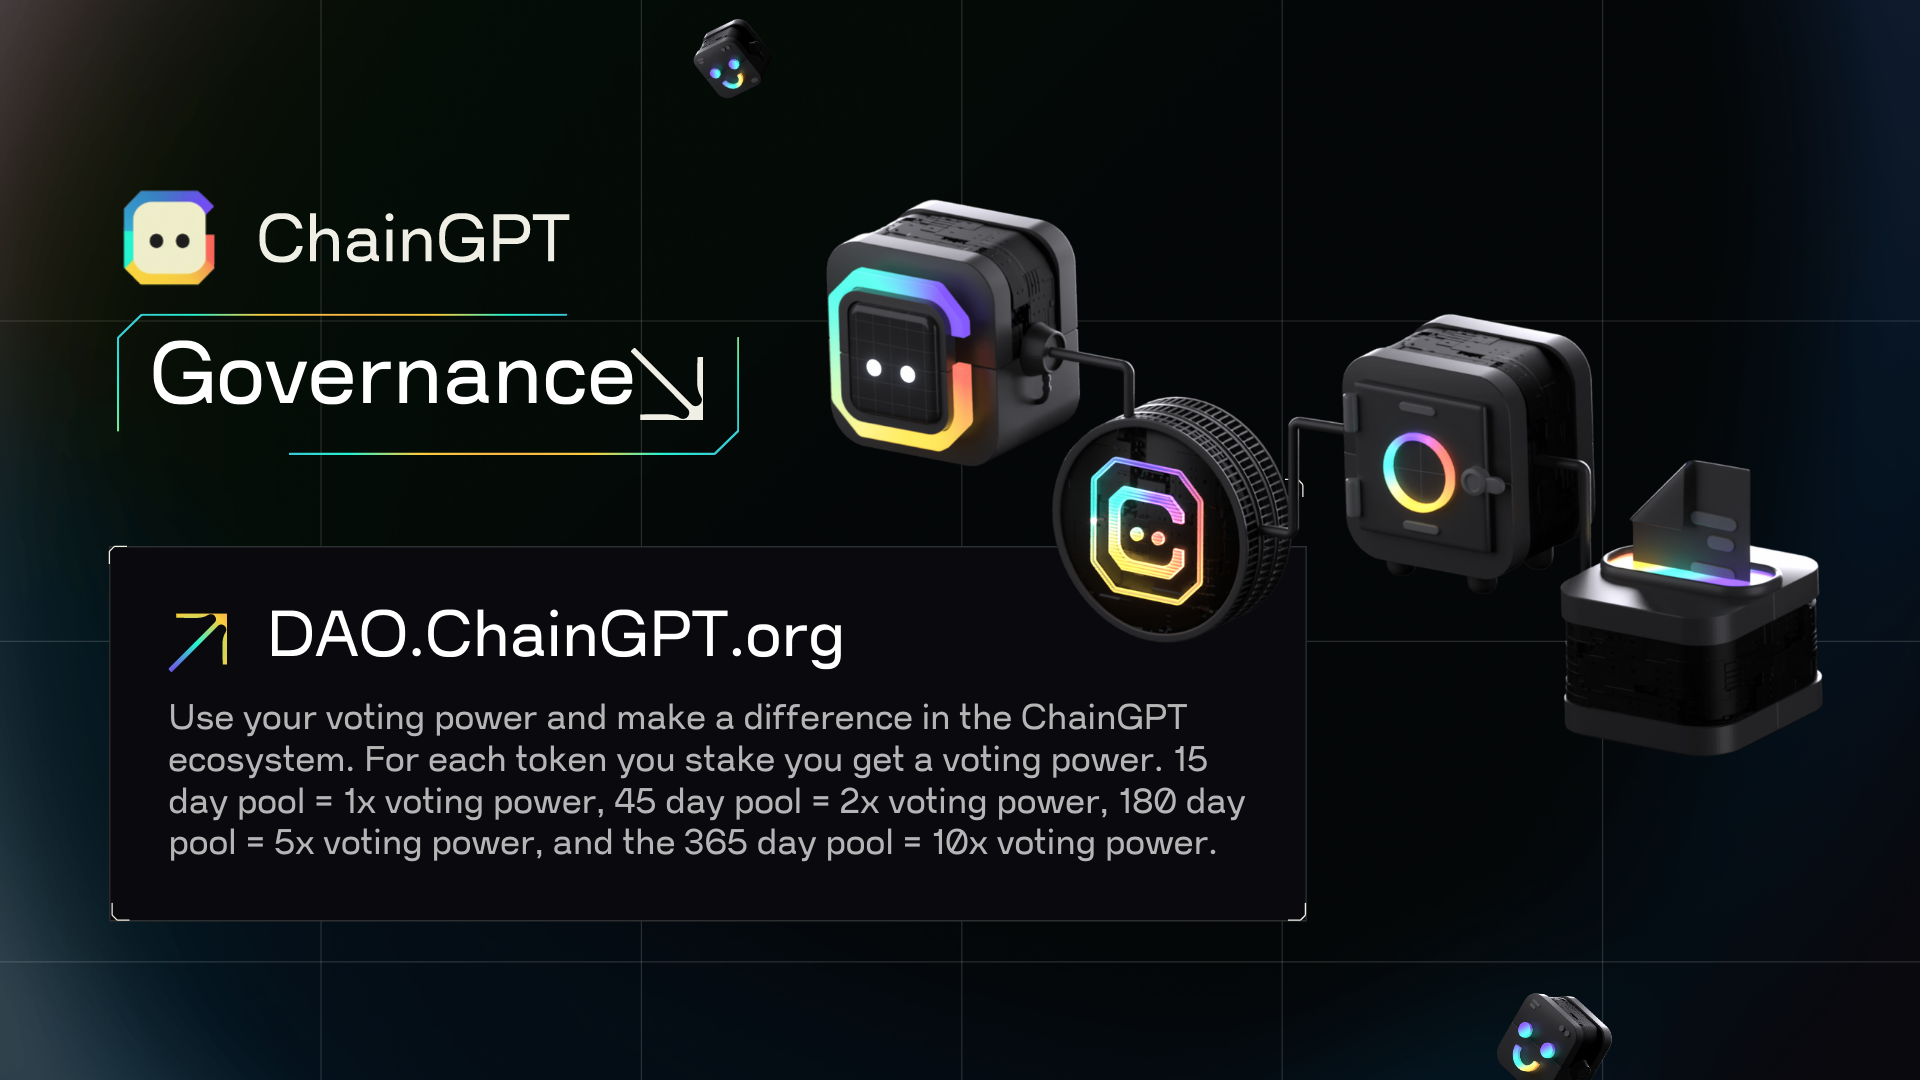 ChainGPT
Governance
DAO.ChainGPT.org
Use your voting power and make a difference in the ChainGPT
ecosystem. For each token you stake you get a voting power. 15
day pool = 1x voting power, 45 day pool = 2x voting power, 180 day
pool = 5x voting power, and the 365 day pool = 10x voting power.